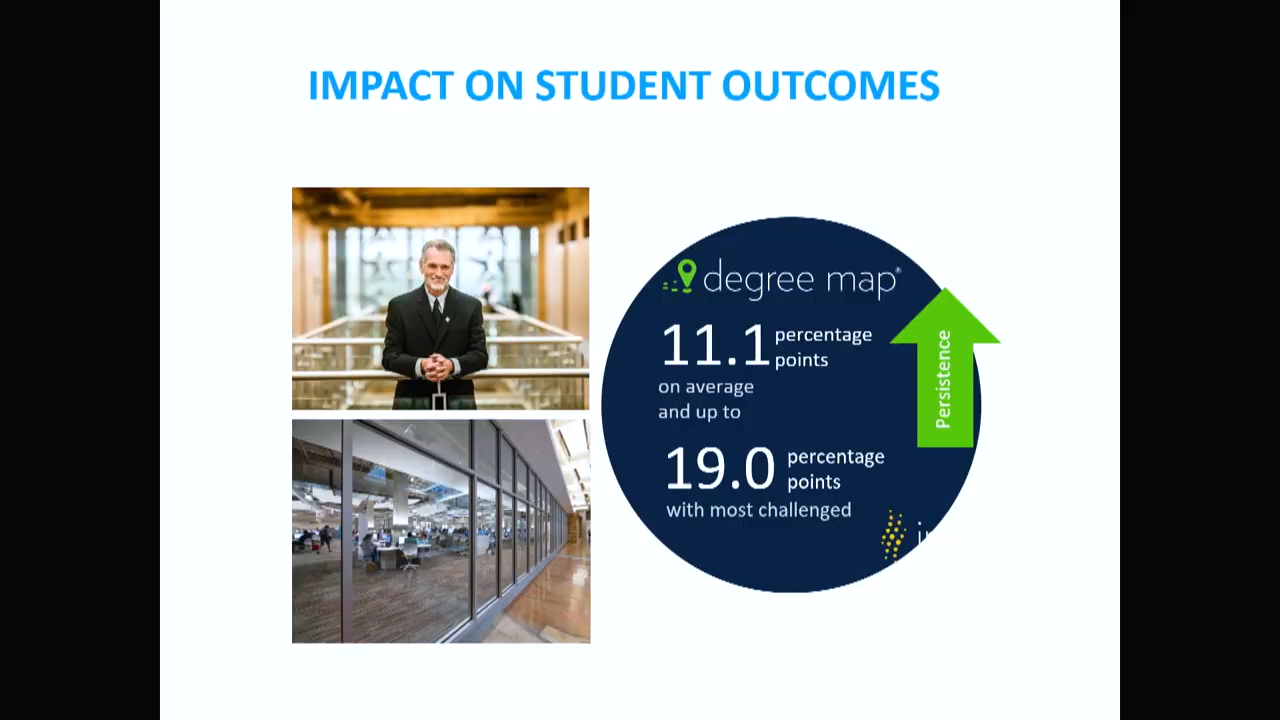 IMPACT ON STUDENT OUTCOMES
degree map®
11.1 percentage points
on average
and up to
19.0 percentage points
with most challenged
Persistence